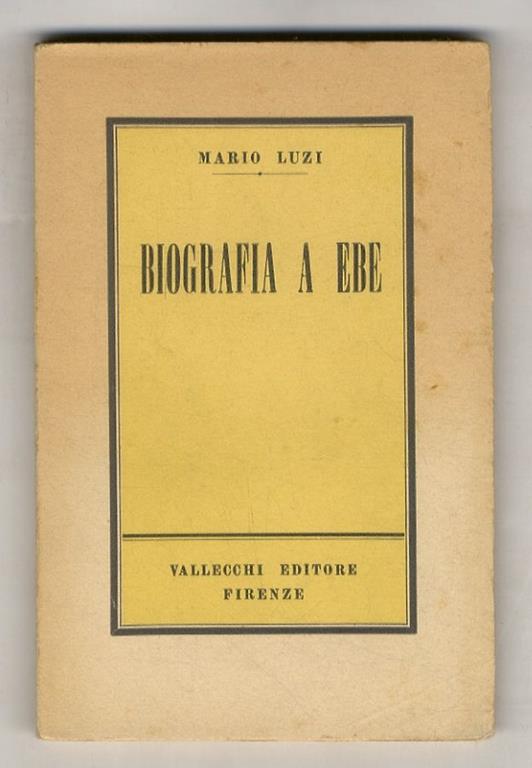 MARIO LUZI
BIOGRAFIA A EBE
VALLECCHI EDITORE
FIRENZE